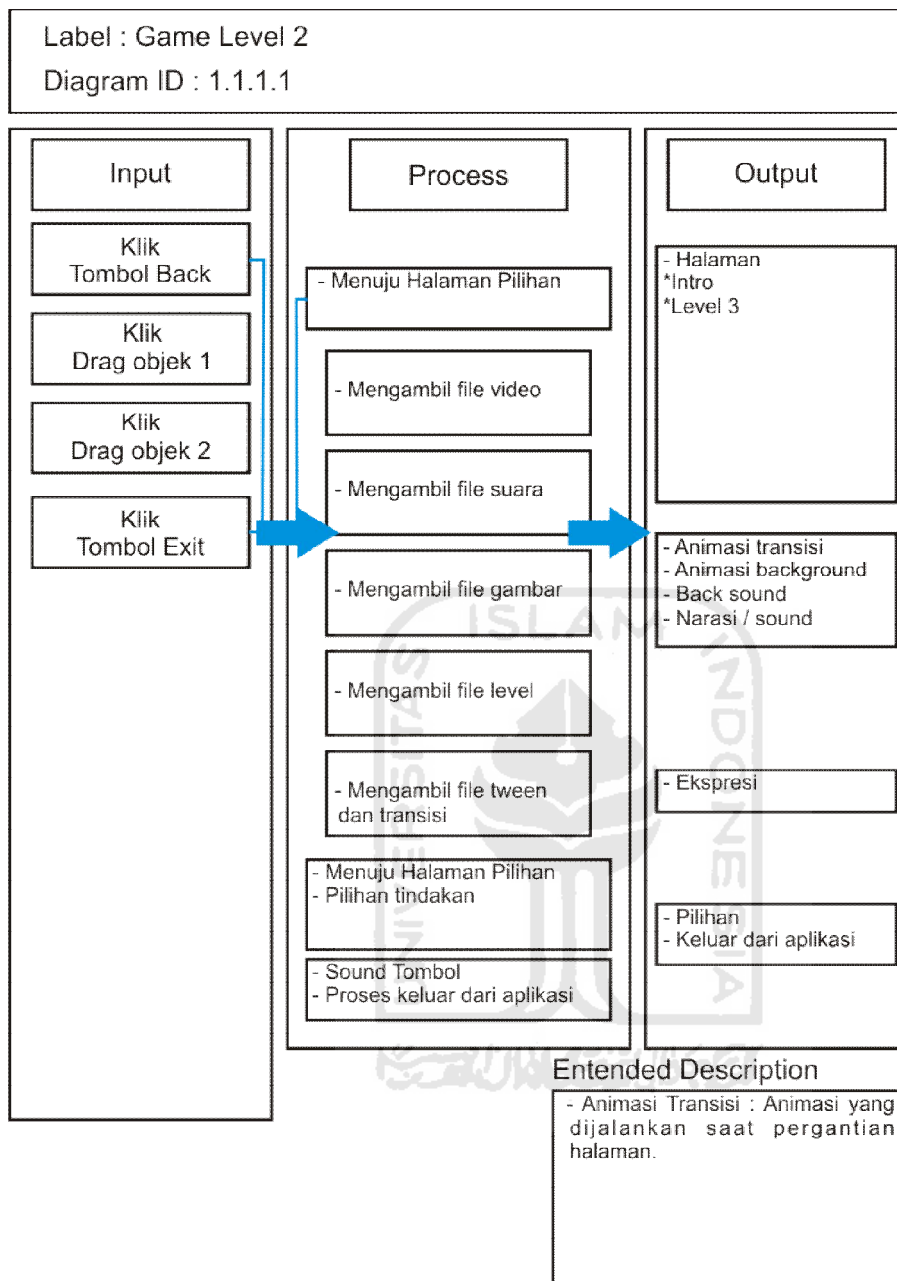 Label : Game Level 2
Diagram ID : 1.1.1.1
Input
Klik
Tombol Back
Klik
Drag objek 1
Klik
Drag objek 2
Klik
Tombol Exit
Process
- Menuju Halaman Pilihan
- Mengambil file video
- Mengambil file suara
- Mengambil file gambar
- Mengambil file level
- Mengambil file tween
dan transisi
- Menuju Halaman Pilihan
- Pilihan tindakan
- Sound Tombol
- Proses keluar dari aplikasi
Output
- Halaman
*Intro
*Level 3
- Animasi transisi
- Animasi background
- Back sound
- Narasi / sound
- Ekspresi
- Pilihan
- Keluar dari aplikasi
Entended Description
- Animasi Transisi : Animasi yang
dijalankan saat pergantian
halaman.
UNIVERSITAS ISLAM INDONESIA